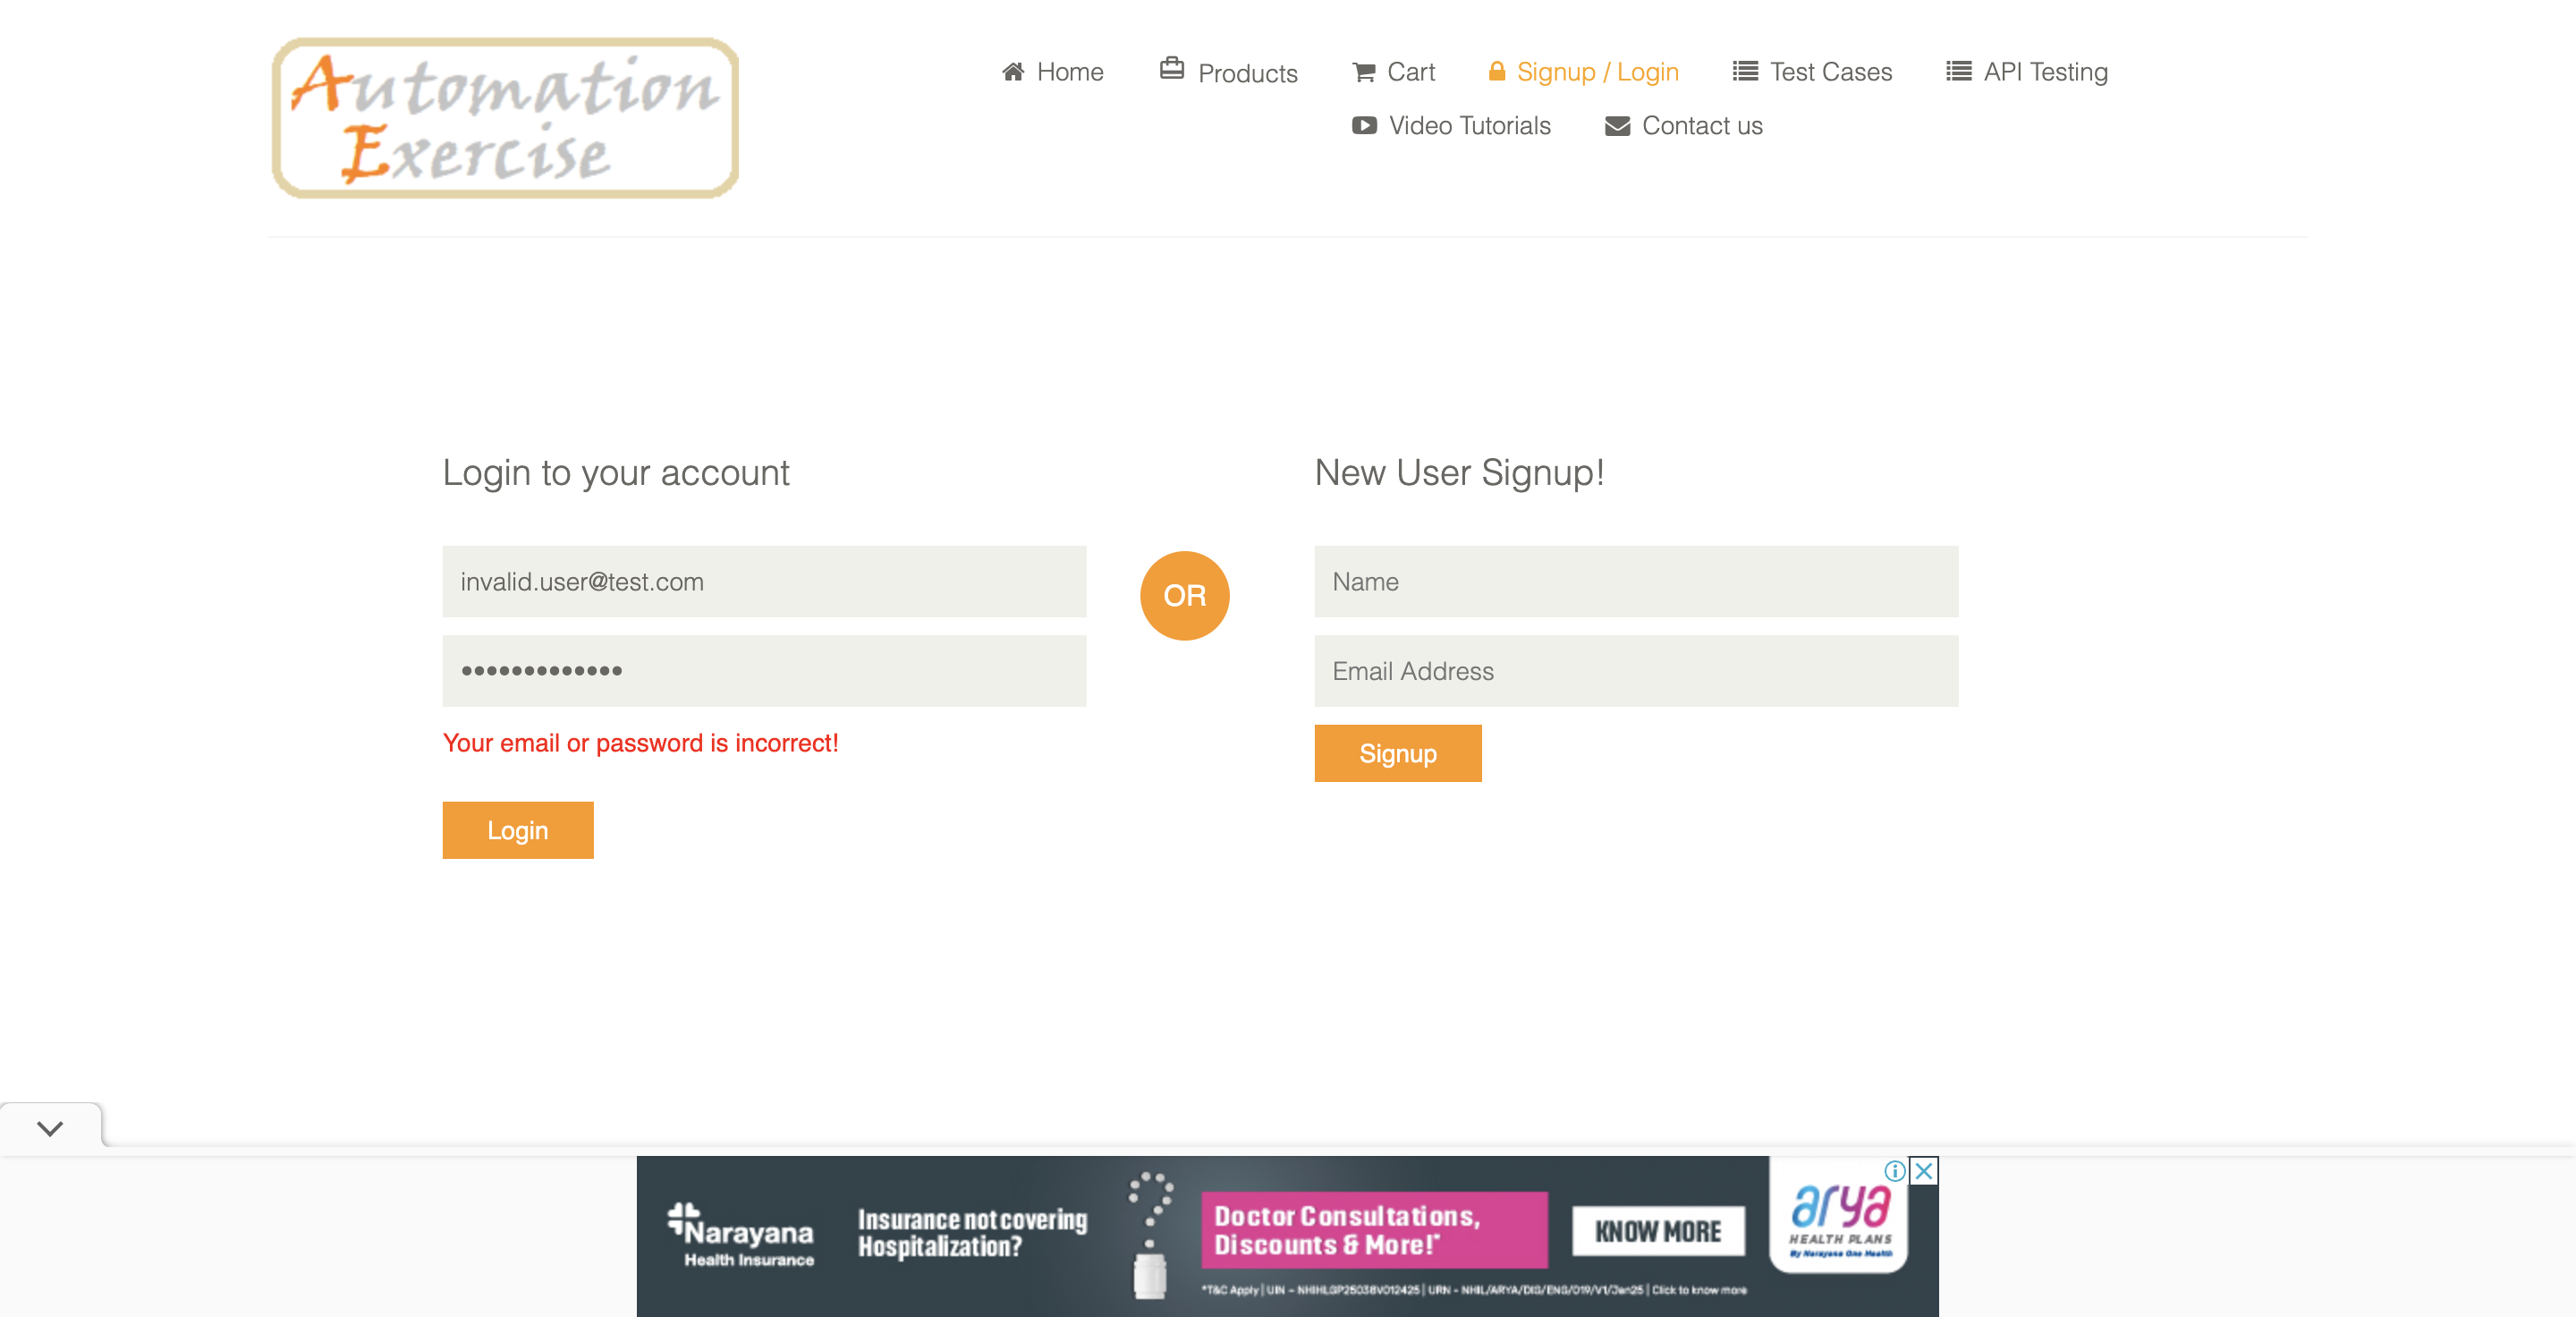 Automation
Exercise
Home
Products
Cart
Signup / Login
Test Cases
API Testing
Video Tutorials
Contact us
Login to your account
invalid.user@test.com
•••••••••••••
Your email or password is incorrect!
Login
OR
New User Signup!
Name
Email Address
Signup
Narayana
Health Insurance
Insurance not covering
Hospitalization?
Doctor Consultations,
Discounts & More!*
*T&C Apply | UIN – NHIHLGP25038V012425 | URN - NHIL/ARYA/DIS/ENG/019/V1/Jan25 | Click to know more
KNOW MORE
arya
HEALTH PLANS
By Narayana One Health